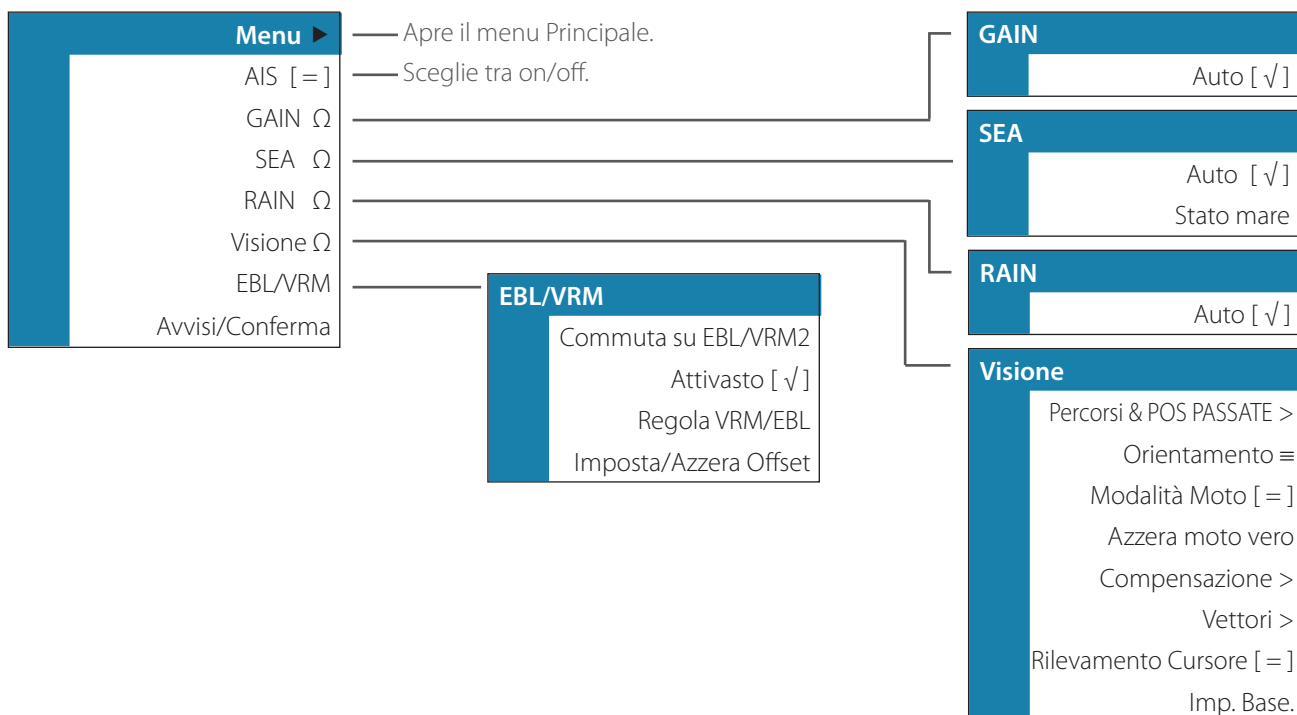 Menu ▶
Apre il menu Principale.
AIS [ = ]
Sceglie tra on/off.
GAIN Ω
SEA Ω
RAIN Ω
Visione Ω
EBL/VRM
Avvisi/Conferma
EBL/VRM
Commuta su EBL/VRM2
Attivasto [ √ ]
Regola VRM/EBL
Imposta/Azzera Offset
GAIN
Auto [ √ ]
SEA
Auto [ √ ]
Stato mare
RAIN
Auto [ √ ]
Visione
Percorsi & POS PASSATE >
Orientamento ≡
Modalità Moto [ = ]
Azzera moto vero
Compensazione >
Vettori >
Rilevamento Cursore [ = ]
Imp. Base.